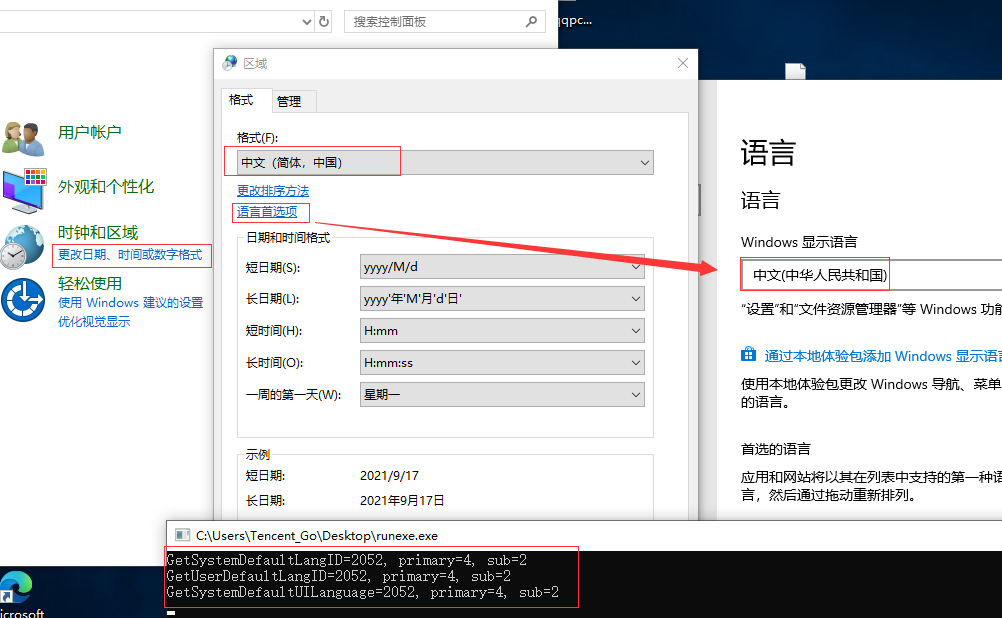 搜索控制面板
qpc...
区域
格式
管理
用户帐户
外观和个性化
时钟和区域
更改日期、时间或数字格式
轻松使用
使用 Windows 建议的设置
优化视觉显示
格式(F):
中文（简体，中国）
更改排序方法
语言首选项
日期和时间格式
短日期(S):
yyyy/M/d
长日期(L):
yyyy'年'M'月'd'日'
短时间(H):
H:mm
长时间(O):
H:mm:ss
一周的第一天(W):
星期一
示例
短日期:
2021/9/17
长日期:
2021年9月17日
语言
语言
Windows 显示语言
中文(中华人民共和国)
“设置”和“文件资源管理器”等 Windows 功
通过本地体验包添加 Windows 显示语言
使用本地体验包更改 Windows 导航、菜单
的语言。
首选的语言
应用和网站将以其在列表中支持的第一种语
言，然后通过拖动重新排列。
C:\Users\Tencent_Go\Desktop\runexe.exe
GetSystemDefaultLangID=2052, primary=4, sub=2
GetUserDefaultLangID=2052, primary=4, sub=2
GetSystemDefaultUILanguage=2052, primary=4, sub=2
icrosoft